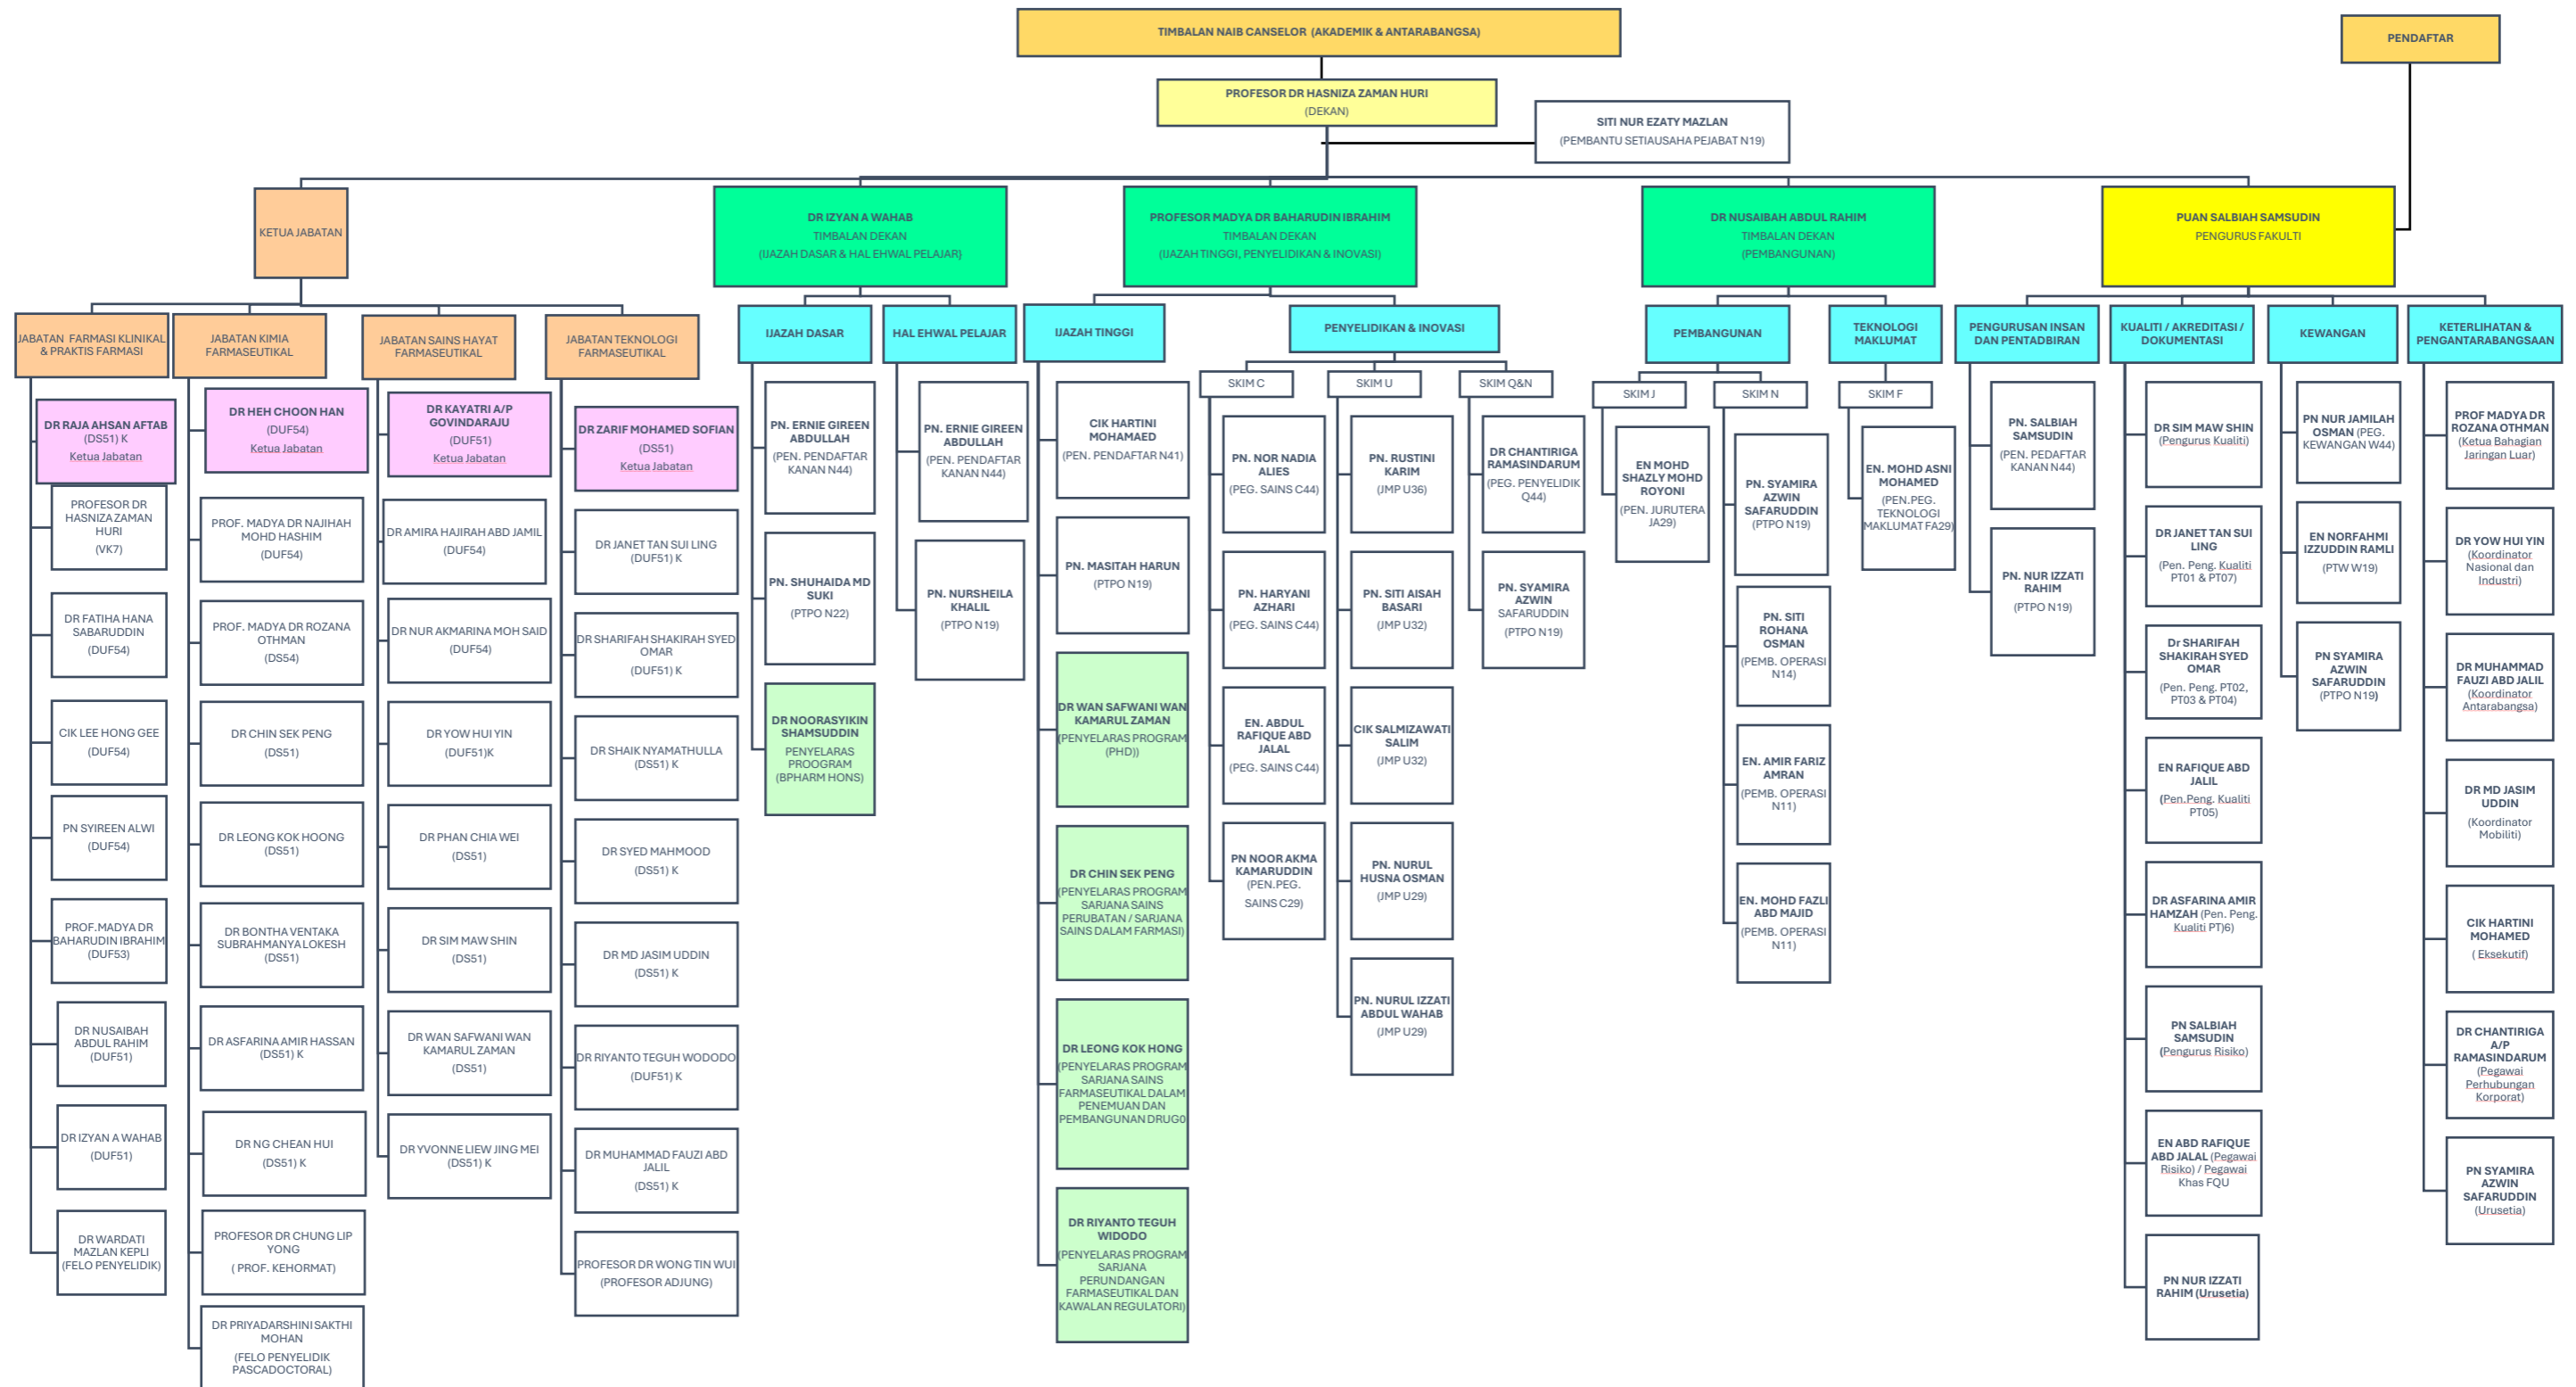 TIMBALAN NAIB CANSELOR (AKADEMIK & ANTARABANGSA)
PENDAFTAR
PROFESOR DR HASNIZA ZAMAN HURI
(DEKAN)
SITI NUR EZATY MAZLAN
(PEMBANTU SETIAUSAHA PEJABAT N19)
KETUA JABATAN
DR IZYAN A WAHAB
TIMBALAN DEKAN
(IJAZAH DASAR & HAL EHWAL PELAJAR)
PROFESOR MADYA DR BAHARUDIN IBRAHIM
TIMBALAN DEKAN
(IJAZAH TINGGI, PENYELIDIKAN & INOVASI)
DR NUSAIBAH ABDUL RAHIM
TIMBALAN DEKAN
(PEMBANGUNAN)
PUAN SALBIAH SAMSUDIN
PENGURUS FAKULTI
JABATAN FARMASI KLINIKAL
& PRAKTIS FARMASI
DR RAJA AHSAN AFTAB
(DS51) K
Ketua Jabatan
PROFESOR DR
HASNIZA ZAMAN
HURI
(VK7)
DR FATIHA HANA
SABARUDDIN
(DUF54)
CIK LEE HONG GEE
(DUF54)
PN SYIREEN ALWI
(DUF54)
PROF.MADYA DR
BAHARUDIN IBRAHIM
(DUF53)
DR NUSAIBAH
ABDUL RAHIM
(DUF51)
DR IZYAN A WAHAB
(DUF51)
DR WARDATI
MAZLAN KEPLI
(FELO PENYELIDIK)
JABATAN KIMIA
FARMASEUTIKAL
DR HEH CHOON HAN
(DUF54)
Ketua Jabatan
PROF. MADYA DR NAJIHAH
MOHD HASHIM
(DUF54)
PROF. MADYA DR ROZANA
OTHMAN
(DS54)
DR CHIN SEK PENG
(DS51)
DR LEONG KOK HOONG
(DS51)
DR BONTHA VENTAKA
SUBRAHMANYA LOKESH
(DS51)
DR ASFARINA AMIR HASSAN
(DS51) K
DR NG CHEAN HUI
(DS51) K
PROFESOR DR CHUNG LIP
YONG
( PROF. KEHORMAT)
DR PRIYADARSHINI SAKTHI
MOHAN
(FELO PENYELIDIK
PASCADOCTORAL)
JABATAN SAINS HAYAT
FARMASEUTIKAL
DR KAYATRI A/P
GOVINDARAJU
(DUF51)
Ketua Jabatan
DR AMIRA HAJIRAH ABD JAMIL
(DUF54)
DR NUR AKMARINA MOH SAID
(DUF54)
DR YOW HUI YIN
(DUF51)K
DR PHAN CHIA WEI
(DS51)
DR SIM MAW SHIN
(DS51)
DR WAN SAFWANI WAN
KAMARUL ZAMAN
(DS51)
DR YVONNE LIEW JING MEI
(DS51) K
JABATAN TEKNOLOGI
FARMASEUTIKAL
DR ZARIF MOHAMED SOFIAN
(DS51)
Ketua Jabatan
DR JANET TAN SUI LING
(DUF51) K
DR SHARIFAH SHAKIRAH SYED
OMAR
(DUF51) K
DR SHAIK NYAMATHULLA
(DS51) K
DR SYED MAHMOOD
(DS51) K
DR MD JASIM UDDIN
(DS51) K
DR RIYANTO TEGUH WODODO
(DUF51) K
DR MUHAMMAD FAUZI ABD
JALIL
(DS51) K
PROFESOR DR WONG TIN WUI
(PROFESOR ADJUNG)
IJAZAH DASAR
PN. ERNIE GIREEN
ABDULLAH
(PEN. PENDAFTAR
KANAN N44)
PN. SHUHAIDA MD
SUKI
(PTPO N22)
DR NOORASYIKIN
SHAMSUDDIN
PENYELARAS
PROOGRAM
(BPHARM HONS)
HAL EHWAL PELAJAR
PN. ERNIE GIREEN
ABDULLAH
(PEN. PENDAFTAR
KANAN N44)
PN. NURSHEILA
KHALIL
(PTPO N19)
IJAZAH TINGGI
CIK HARTINI
MOHAMAED
(PEN. PENDAFTAR N41)
PN. MASITAH HARUN
(PTPO N19)
DR WAN SAFWANI WAN
KAMARUL ZAMAN
(PENYELARAS PROGRAM
(PHD))
DR CHIN SEK PENG
(PENYELARAS PROGRAM
SARJANA SAINS
PERUBATAN / SARJANA
SAINS DALAM FARMASI)
DR LEONG KOK HONG
(PENYELARAS PROGRAM
SARJANA SAINS
FARMASEUTIKAL DALAM
PENEMUAN DAN
PEMBANGUNAN DRUG0
DR RIYANTO TEGUH
WIDODO
(PENYELARAS PROGRAM
SARJANA
PERUNDANGAN
FARMASEUTIKAL DAN
KAWALAN REGULATORI)
PENYELIDIKAN & INOVASI
SKIM C
PN. NOR NADIA
ALIES
(PEG. SAINS C44)
PN. HARYANI
AZHARI
(PEG. SAINS C44)
EN. ABDUL
RAFIQUE ABD
JALAL
(PEG. SAINS C44)
PN NOOR AKMA
KAMARUDDIN
(PEN.PEG.
SAINS C29)
SKIM U
PN. RUSTINI
KARIM
(JMP U36)
PN. SITI AISAH
BASARI
(JMP U32)
CIK SALMIZAWATI
SALIM
(JMP U32)
PN. NURUL
HUSNA OSMAN
(JMP U29)
PN. NURUL IZZATI
ABDUL WAHAB
(JMP U29)
SKIM Q&N
DR CHANTIRIGA
RAMASINDARUM
(PEG. PENYELIDIK
Q44)
PN. SYAMIRA
AZWIN
SAFARUDDIN
(PTPO N19)
PEMBANGUNAN
SKIM J
EN MOHD
SHAZLY MOHD
ROYONI
(PEN. JURUTERA
JA29)
SKIM N
PN. SYAMIRA
AZWIN
SAFARUDDIN
(PTPO N19)
PN. SITI
ROHANA
OSMAN
(PEMB. OPERASI
N14)
EN. AMIR FARIZ
AMRAN
(PEMB. OPERASI
N11)
EN. MOHD FAZLI
ABD MAJID
(PEMB. OPERASI
N11)
TEKNOLOGI
MAKLUMAT
SKIM F
EN. MOHD ASNI
MOHAMED
(PEN.PEG.
TEKNOLOGI
MAKLUMAT FA29)
PENGURUSAN INSAN
DAN PENTADBIRAN
PN. SALBIAH
SAMSUDIN
(PEN. PEDAFTAR
KANAN N44)
PN. NUR IZZATI
RAHIM
(PTPO N19)
KUALITI / AKREDITASI /
DOKUMENTASI
DR SIM MAW SHIN
(Pengurus Kualiti)
DR JANET TAN SUI
LING
(Pen. Peng. Kualiti
PT01 & PT07)
Dr SHARIFAH
SHAKIRAH SYED
OMAR
(Pen. Peng. PT02,
PT03 & PT04)
EN RAFIQUE ABD
JALIL
(Pen.Peng. Kualiti
PT05)
DR ASFARINA AMIR
HAMZAH (Pen. Peng.
Kualiti PT)6)
PN SALBIAH
SAMSUDIN
(Pengurus Risiko)
EN ABD RAFIQUE
ABD JALAL (Pegawai
Risiko) / Pegawai
Khas FQU
PN NUR IZZATI
RAHIM (Urusetia)
KEWANGAN
PN NUR JAMILAH
OSMAN (PEG.
KEWANGAN W44)
EN NORFAHMI
IZZUDDIN RAMLI
(PTW W19)
PN SYAMIRA
AZWIN
SAFARUDDIN
(PTPO N19)
KETERLIHATAN &
PENGANTARABANGSAAN
PROF MADYA DR
ROZANA OTHMAN
(Ketua Bahagian
Jaringan Luar)
DR YOW HUI YIN
(Koordinator
Nasional dan
Industri)
DR MUHAMMAD
FAUZI ABD JALIL
(Koordinator
Antarabangsa)
DR MD JASIM
UDDIN
(Koordinator
Mobiliti)
CIK HARTINI
MOHAMED
( Eksekutif)
DR CHANTIRIGA
A/P
RAMASINDARUM
(Pegawai
Perhubungan
Korporat)
PN SYAMIRA
AZWIN
SAFARUDDIN
(Urusetia)